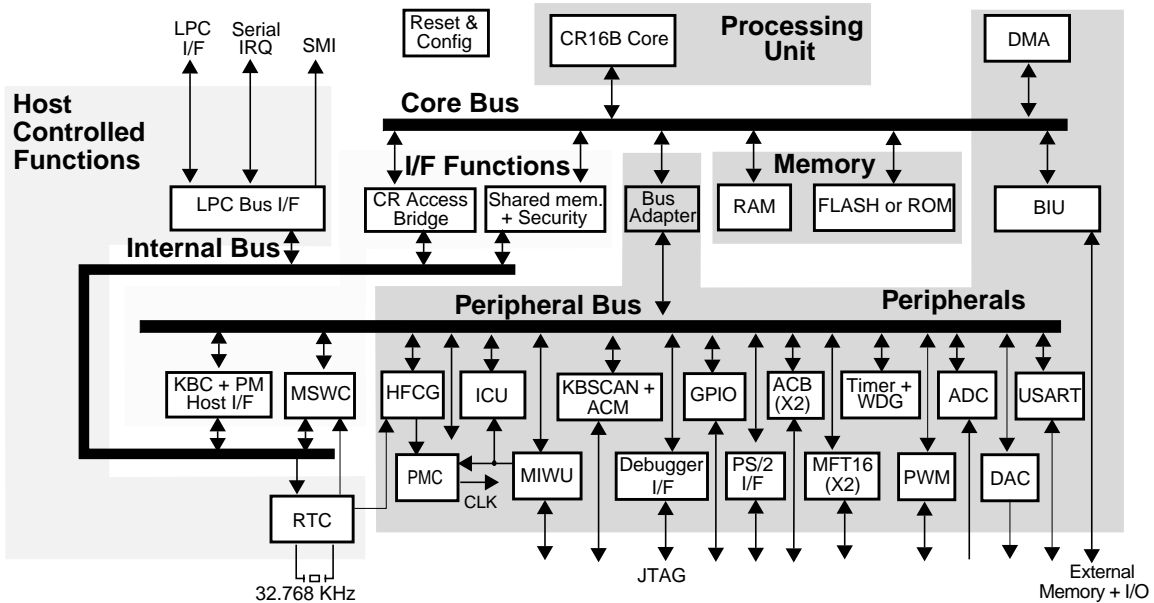 LPC
I/F
Serial
IRQ
SMI
Reset &
Config
CR16B Core
Processing
Unit
DMA
Host
Controlled
Functions
Core Bus
I/F Functions
Memory
LPC Bus I/F
CR Access
Bridge
Shared mem.
+ Security
Bus
Adapter
RAM
FLASH or ROM
BIU
Internal Bus
Peripheral Bus
Peripherals
KBC + PM
Host I/F
MSWC
HFCG
ICU
KBSCAN +
ACM
GPIO
ACB
(X2)
Timer +
WDG
ADC
USART
PMC
CLK
MIWU
Debugger
I/F
PS/2
I/F
MFT16
(X2)
PWM
DAC
RTC
32.768 KHz
JTAG
External
Memory + I/O